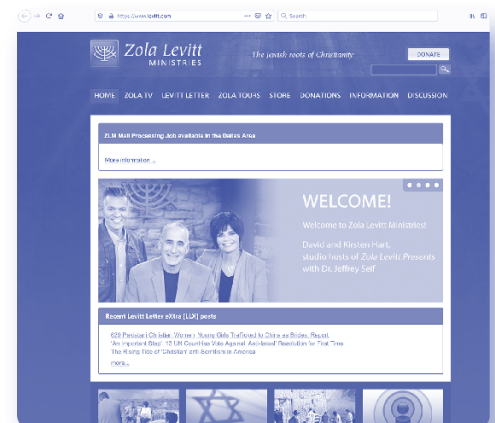 https://www.levitt.com
Search
Zola Levitt
MINISTRIES
The Jewish roots of Christianity
DONATE
HOME ZOLA TV LEVITT LETTER ZOLA TOURS STORE DONATIONS INFORMATION DISCUSSION
ZLM Mail Processing Job available in the Dallas Area
More information ...
WELCOME!
Welcome to Zola Levitt Ministries!
David and Kirsten Hart,
studio hosts of Zola Levitt Presents
with Dr. Jeffrey Seif
Recent Levitt Letter eXtra [LLX] posts
629 Pakistani Christian Women Young Girls Trafficked to China as Brides, Report
'An Important Step': 13 UN Countries Vote Against 'Anti-Israel' Resolution for First Time
The Rising Tide of 'Christian' anti-Semitism in America
more...